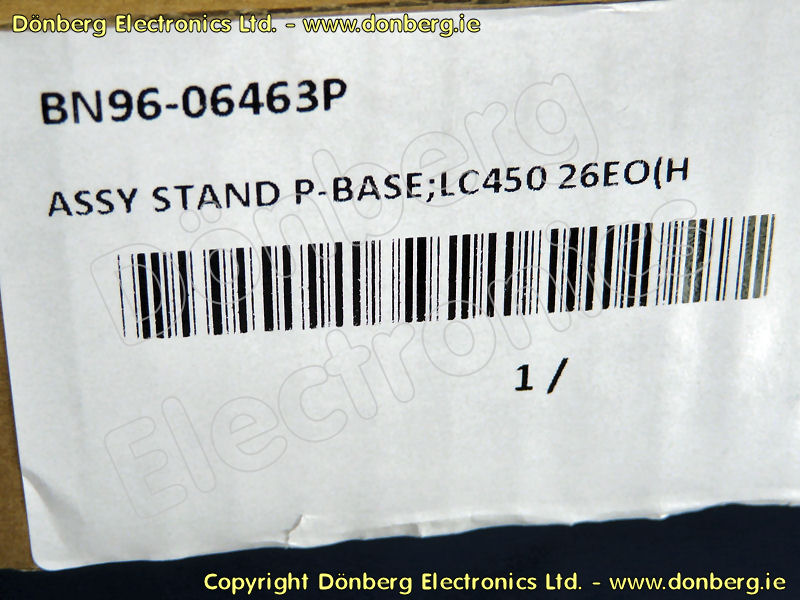 Dönberg Electronics Ltd. - www.donberg.ie
BN96-06463P
ASSY STAND P-BASE;LC450 26EO(H
Dönberg
Electronics
1 /
Copyright Dönberg Electronics Ltd. - www.donberg.ie